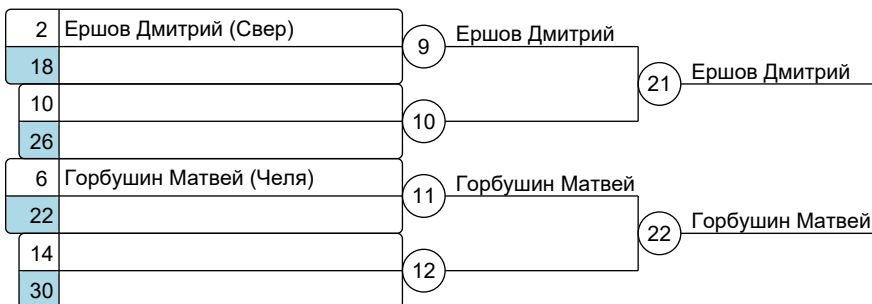 2 Ершов Дмитрий (Свер)
9 Ершов Дмитрий
18
21 Ершов Дмитрий
10
10
26
6 Горбушин Матвей (Челя)
11 Горбушин Матвей
22
22 Горбушин Матвей
14
12
30